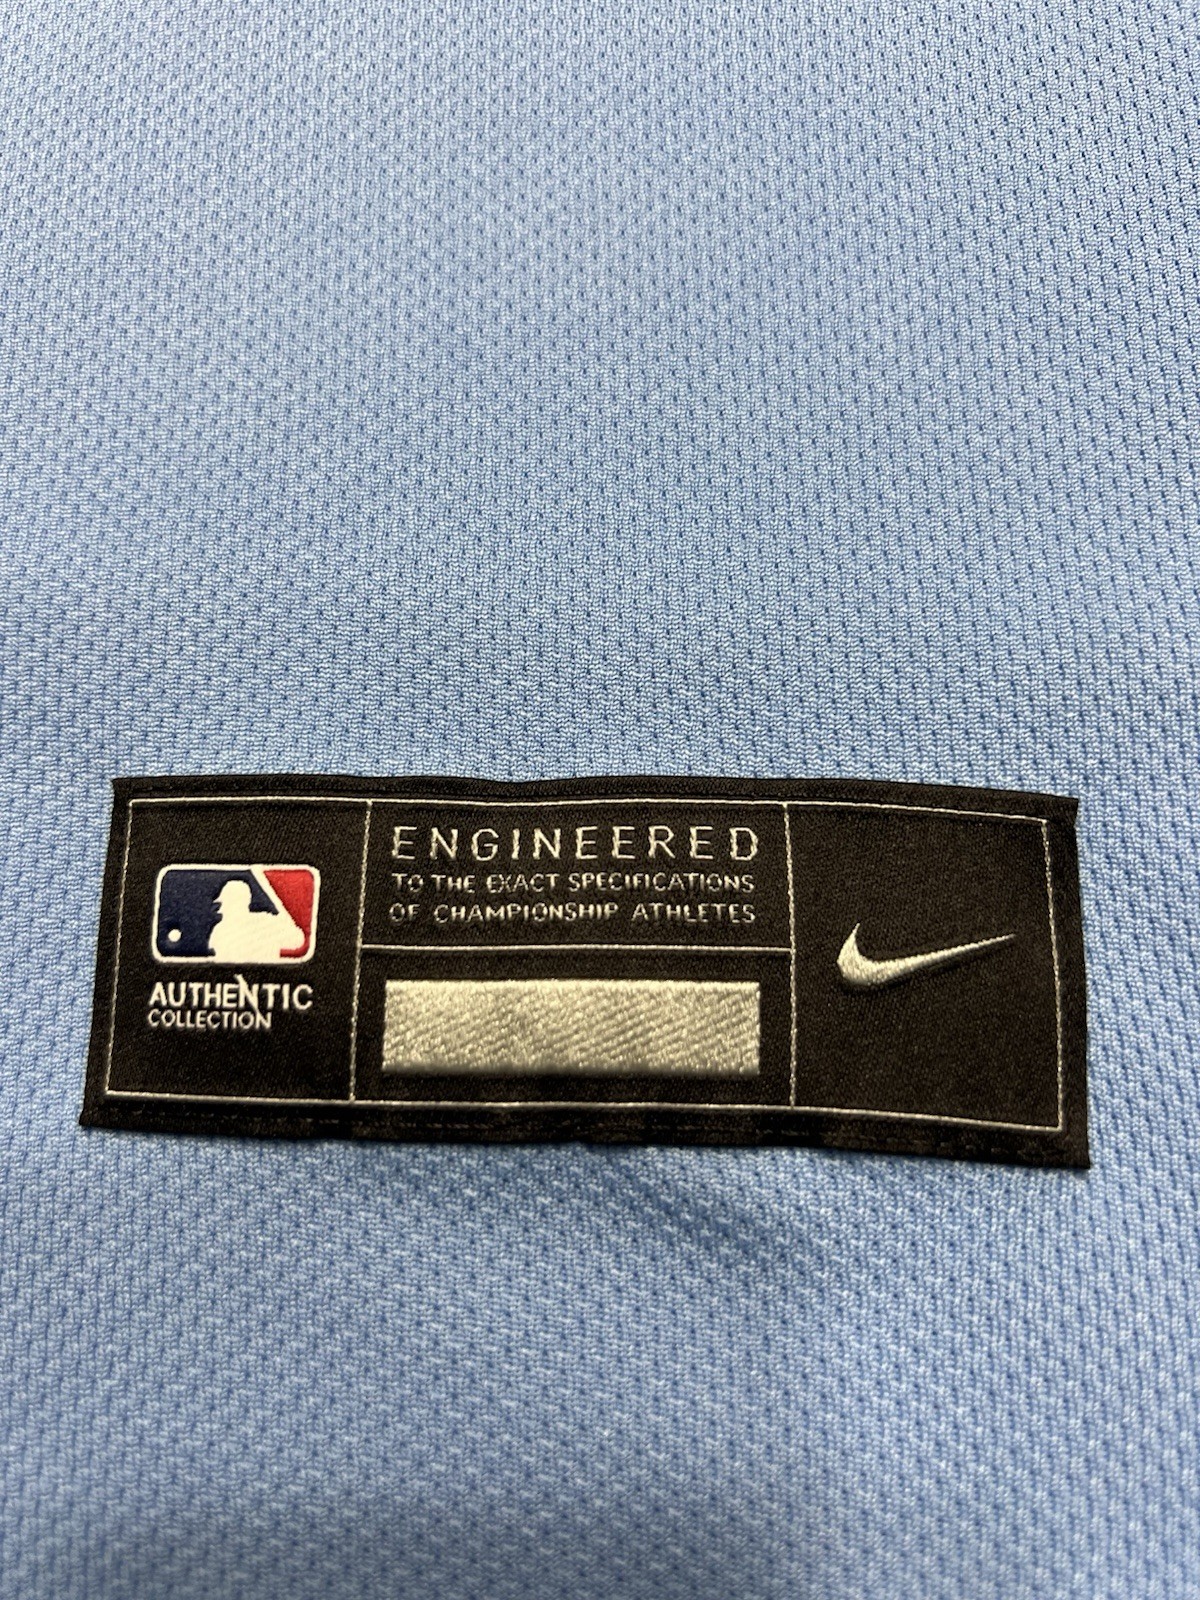 ENGINEERED
TO THE EXACT SPECIFICATIONS
OF CHAMPIONSHIP ATHLETES
AUTHENTIC
COLLECTION